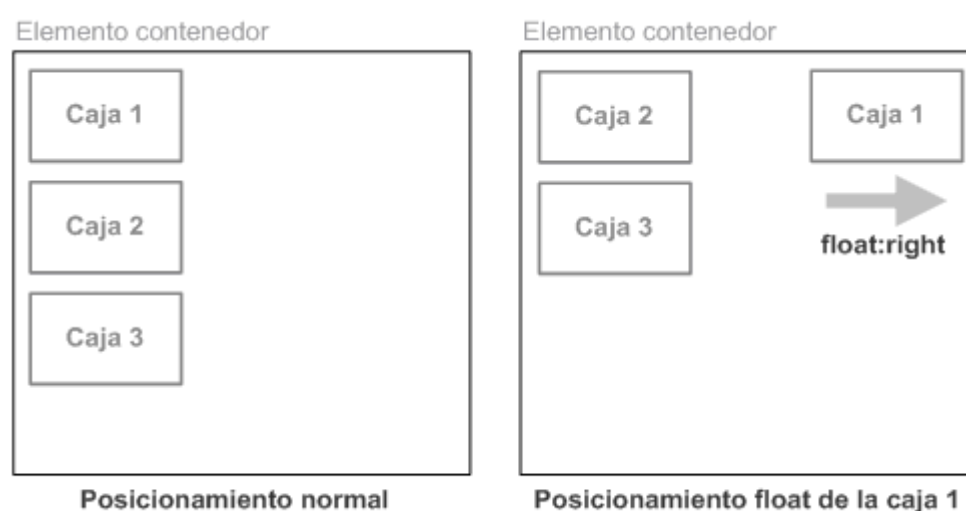 Elemento contenedor
Caja 1
Caja 2
Caja 3
Posicionamiento normal
Elemento contenedor
Caja 2
Caja 1
Caja 3
float:right
Posicionamiento float de la caja 1